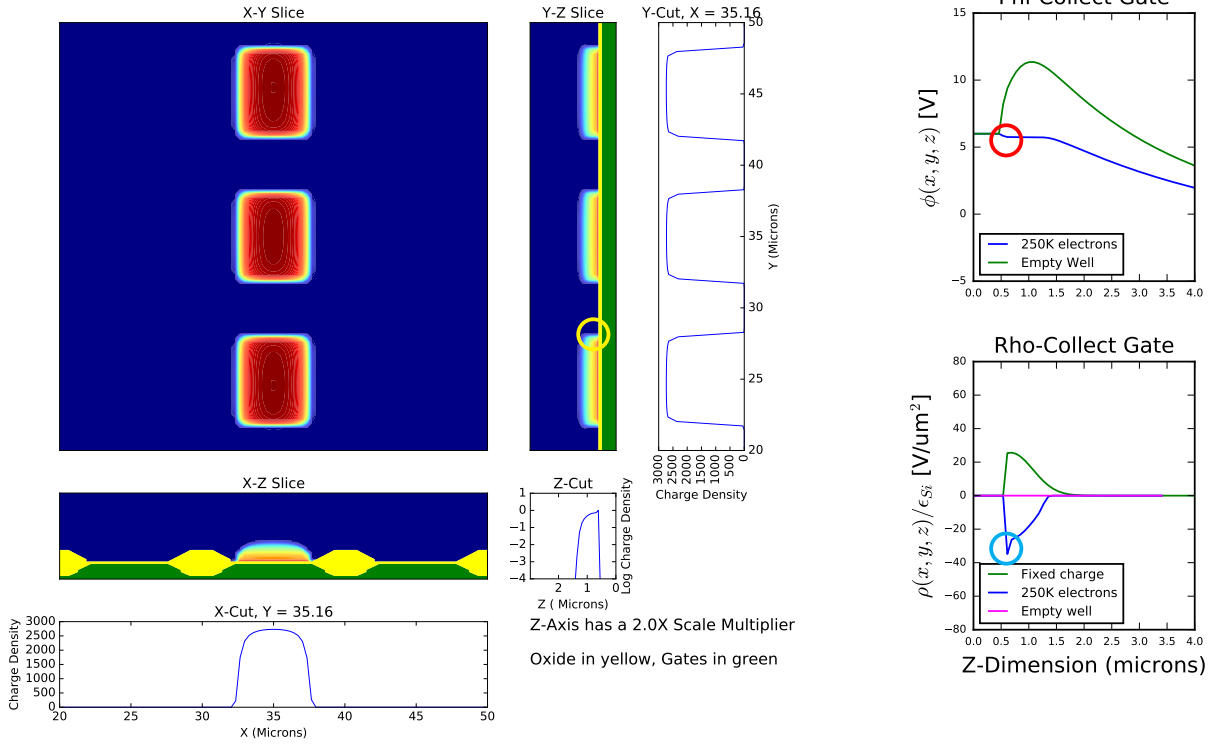 X-Y Slice
Y-Z Slice
Y-Cut, X = 35.16
50
45
40
35
30
25
20
Y (Microns)
3000
2500
2000
1500
1000
500
0
Charge Density
X-Z Slice
Z-Cut
1
0
−1
−2
−3
−4
2
1
0
Z ( Microns)
Log Charge Density
X-Cut, Y = 35.16
3000
2500
2000
1500
1000
500
0
Charge Density
20
25
30
35
40
45
50
X (Microns)
Z-Axis has a 2.0X Scale Multiplier
Oxide in yellow, Gates in green
Phi-Collect Gate
15
10
5
0
−5
ϕ(x, y, z) [V]
250K electrons
Empty Well
0.0
0.5
1.0
1.5
2.0
2.5
3.0
3.5
4.0
Rho-Collect Gate
80
60
40
20
0
−20
−40
−60
−80
ρ(x, y, z)/ϵSi [V/um²]
Fixed charge
250K electrons
Empty well
0.0
0.5
1.0
1.5
2.0
2.5
3.0
3.5
4.0
Z-Dimension (microns)